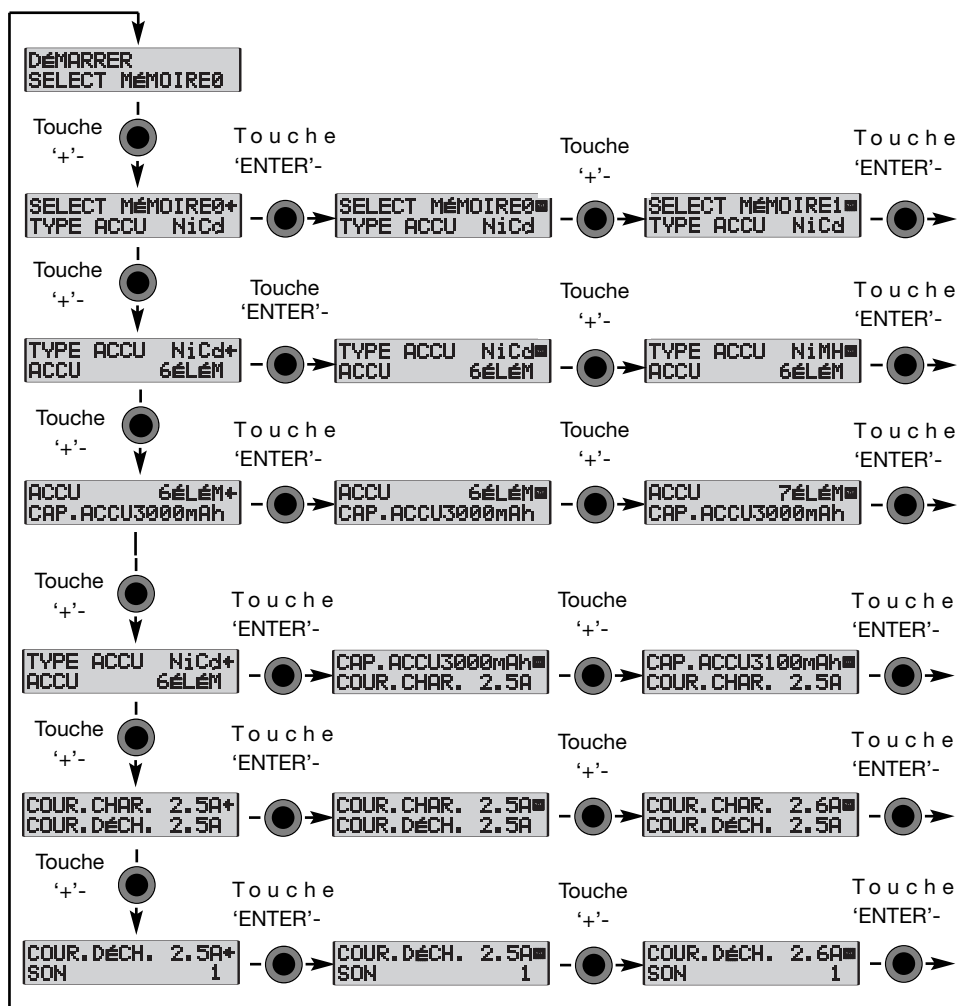 DéMARRER
SELECT MéMOIRE0
Touche
‘+’-
Touche
‘ENTER’-
Touche
‘+’-
Touche
‘ENTER’-
SELECT MéMOIRE0←
TYPE ACCU NiCd
SELECT MéMOIRE0
TYPE ACCU NiCd
SELECT MéMOIRE1
TYPE ACCU NiCd
Touche
‘+’-
Touche
‘ENTER’-
Touche
‘+’-
Touche
‘ENTER’-
TYPE ACCU NiCd←
ACCU 6éLéM
TYPE ACCU NiCd
ACCU 6éLéM
TYPE ACCU NiMH
ACCU 6éLéM
Touche
‘+’-
Touche
‘ENTER’-
Touche
‘+’-
Touche
‘ENTER’-
ACCU 6éLéM←
CAP.ACCU3000mAh
ACCU 6éLéM
CAP.ACCU3000mAh
ACCU 7éLéM
CAP.ACCU3000mAh
Touche
‘+’-
Touche
‘ENTER’-
Touche
‘+’-
Touche
‘ENTER’-
TYPE ACCU NiCd←
ACCU 6éLéM
CAP.ACCU3000mAh
COUR.CHAR. 2.5A
CAP.ACCU3100mAh
COUR.CHAR. 2.5A
Touche
‘+’-
Touche
‘ENTER’-
Touche
‘+’-
Touche
‘ENTER’-
COUR.CHAR. 2.5A←
COUR.DéCH. 2.5A
COUR.CHAR. 2.5A
COUR.DéCH. 2.5A
COUR.CHAR. 2.6A
COUR.DéCH. 2.5A
Touche
‘+’-
Touche
‘ENTER’-
Touche
‘+’-
Touche
‘ENTER’-
COUR.DéCH. 2.5A←
SON 1
COUR.DéCH. 2.5A
SON 1
COUR.DéCH. 2.6A
SON 1